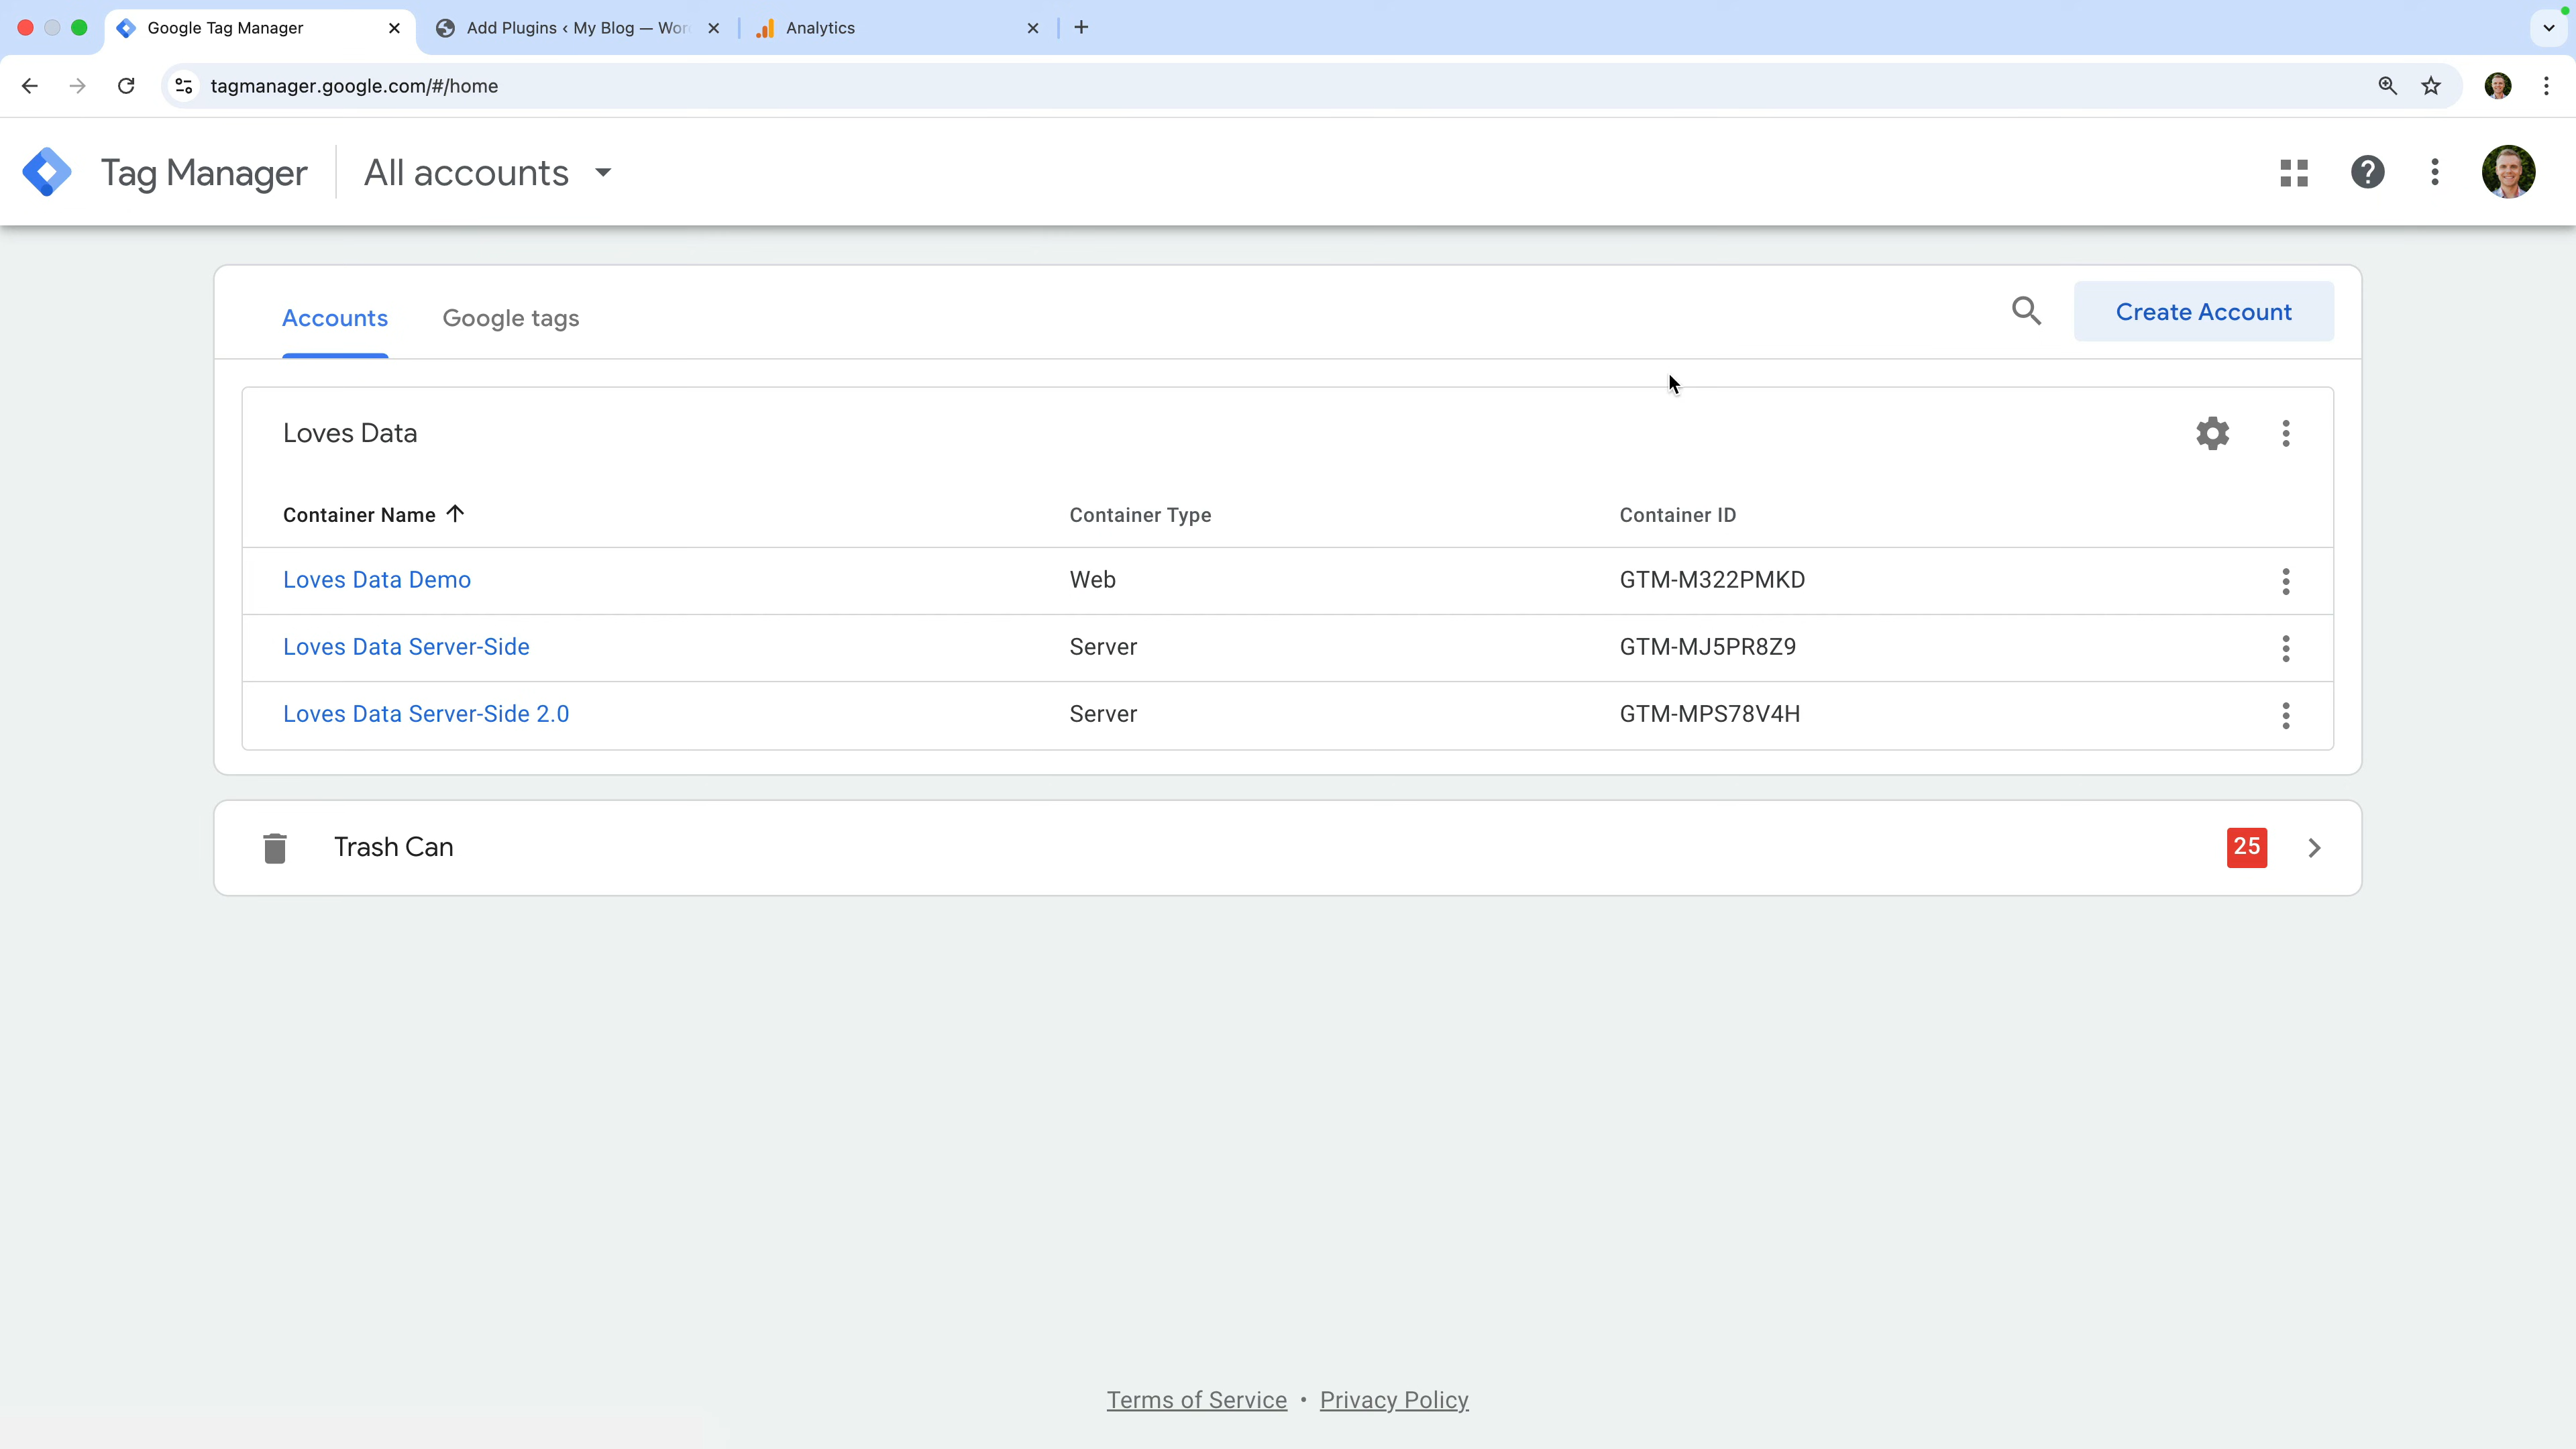 Google Tag Manager
Add Plugins ‹ My Blog — Wor
Analytics
tagmanager.google.com/#/home
Tag Manager
All accounts
Accounts
Google tags
Create Account
Loves Data
Container Name
Container Type
Container ID
Loves Data Demo
Web
GTM-M322PMKD
Loves Data Server-Side
Server
GTM-MJ5PR8Z9
Loves Data Server-Side 2.0
Server
GTM-MPS78V4H
Trash Can
25
Terms of Service • Privacy Policy